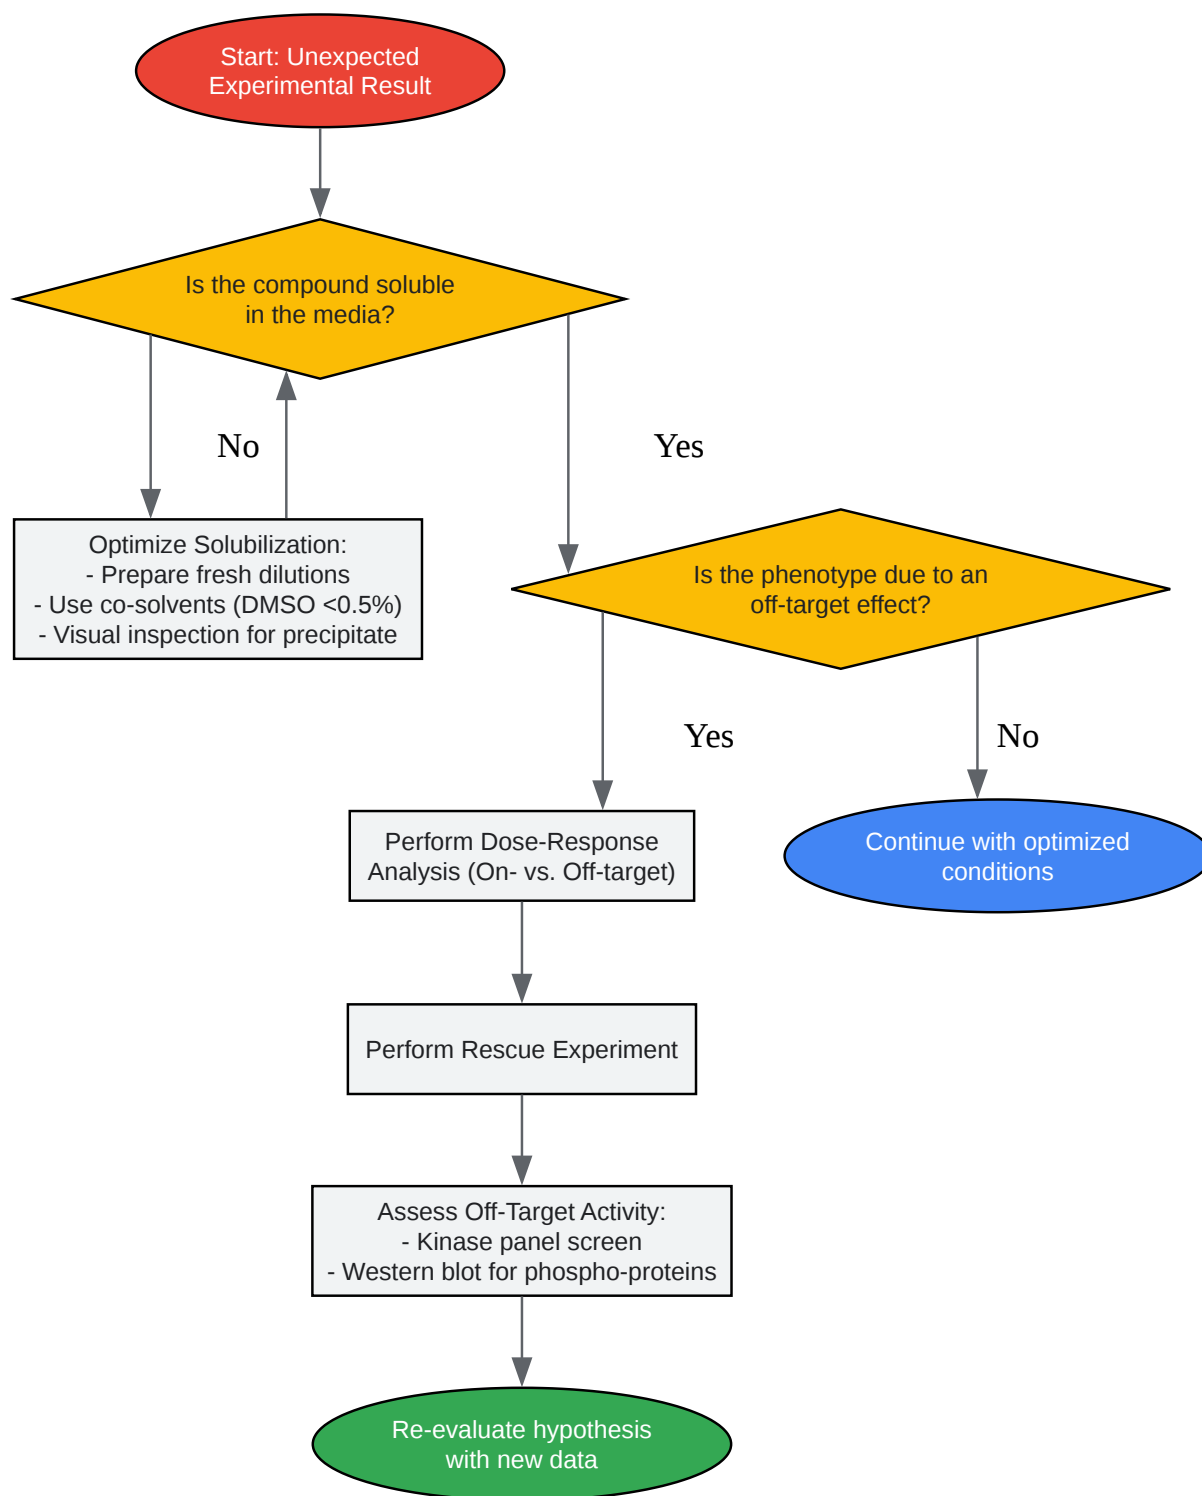 Start: Unexpected
Experimental Result
Is the compound soluble
in the media?
No
Yes
Optimize Solubilization:
- Prepare fresh dilutions
- Use co-solvents (DMSO <0.5%)
- Visual inspection for precipitate
Is the phenotype due to an
off-target effect?
Yes
No
Perform Dose-Response
Analysis (On- vs. Off-target)
Continue with optimized
conditions
Perform Rescue Experiment
Assess Off-Target Activity:
- Kinase panel screen
- Western blot for phospho-proteins
Re-evaluate hypothesis
with new data